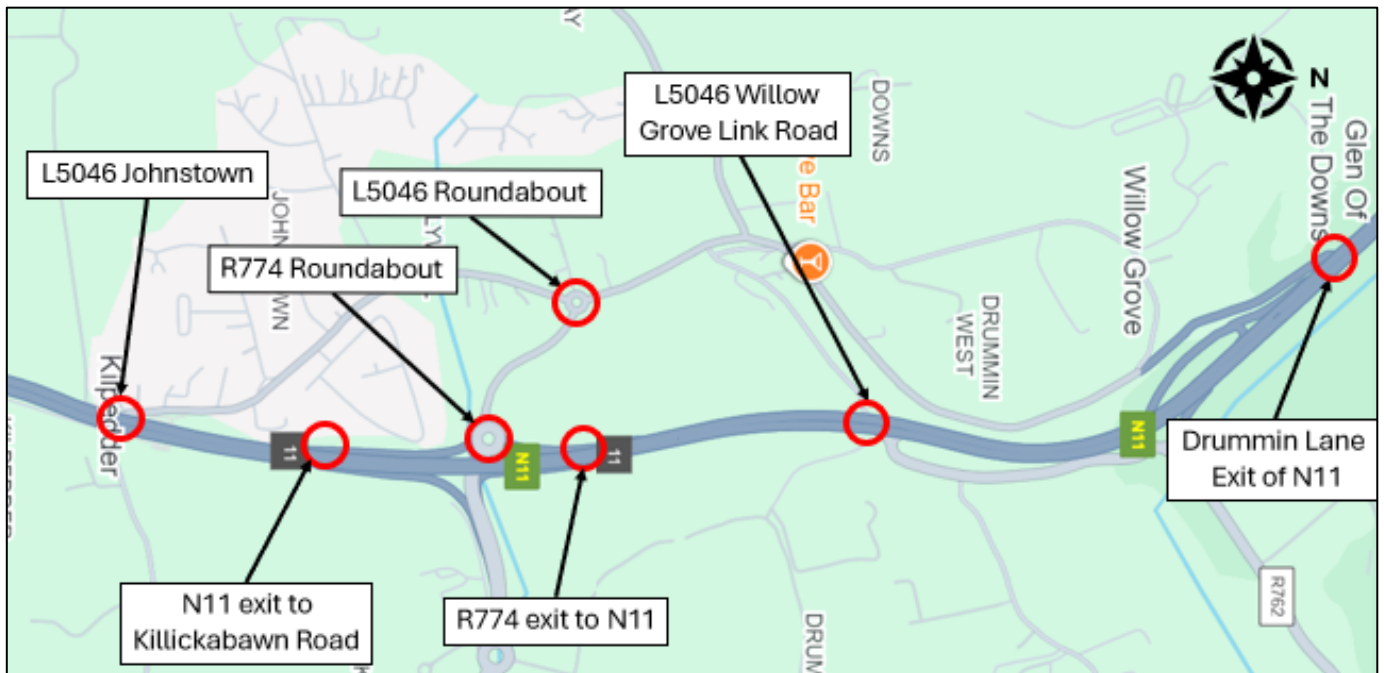 L5046 Willow
Grove Link Road
DOWNS
N
The Downs
Glen Of
L5046 Johnstown
L5046 Roundabout
Willow Grove
R774 Roundabout
DRUMMIN
WEST
N11
Drummin Lane
Exit of N11
Kilpedder
11
N11
11
N11 exit to
Killickabawn Road
R774 exit to N11
R762
Bar